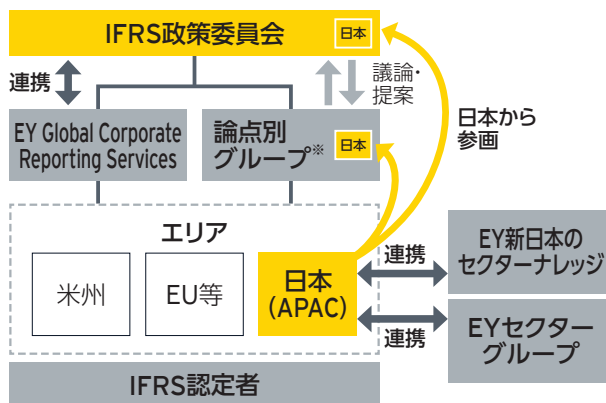 IFRS政策委員会
日本
連携
議論・
提案
EY Global Corporate
Reporting Services
論点別
グループ※
日本
日本から
参画
エリア
米州
EU等
日本
(APAC)
連携
EY新日本の
セクターナレッジ
連携
EYセクター
グループ
IFRS認定者